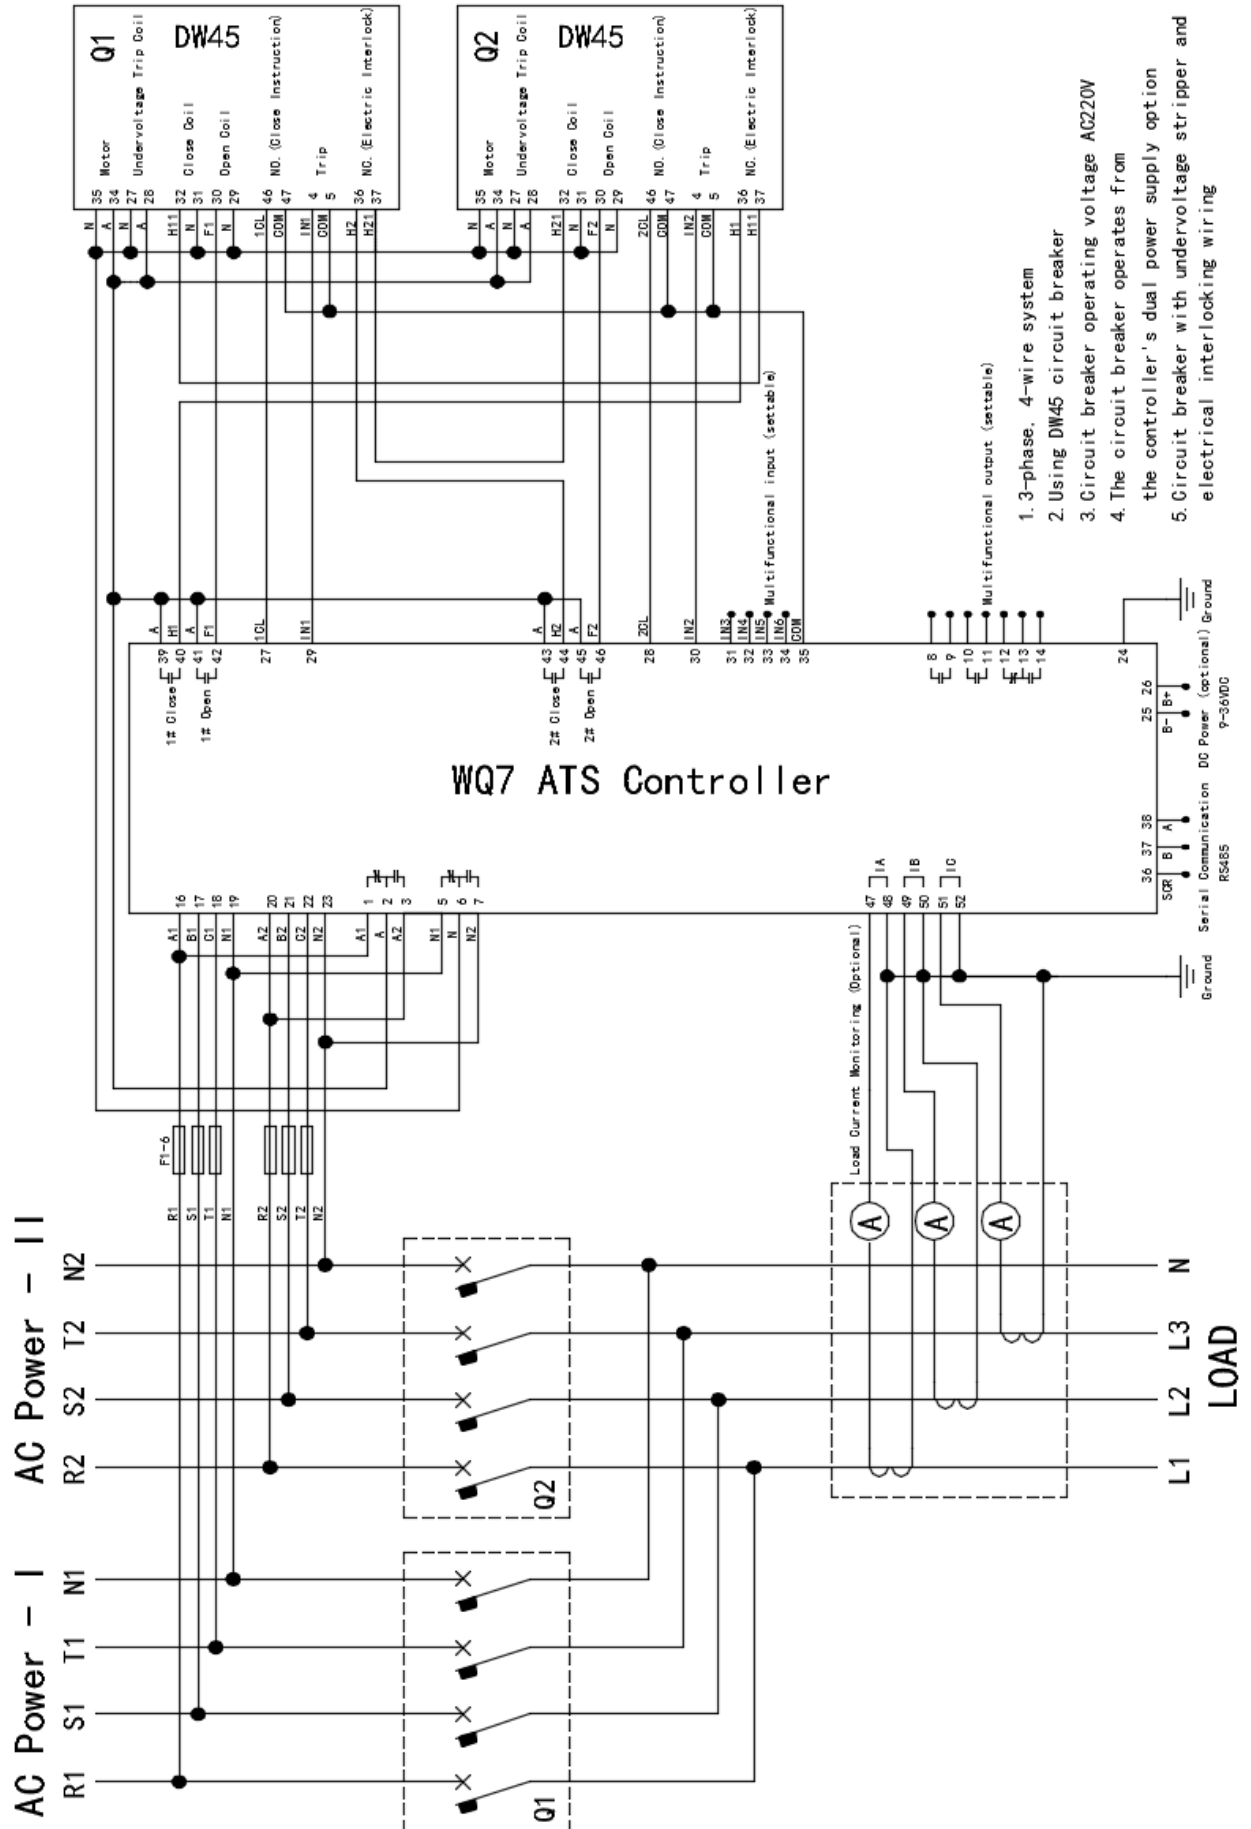 AC Power - I
R1 S1 T1 N1
AC Power - II
R2 S2 T2 N2
Q1
Q2
F1-6
R1
S1
T1
N1
R2
S2
T2
N2
Load Current Monitoring (Optional)
A
A
A
L1 L2 L3 N
LOAD
Ground
WQ7 ATS Controller
A1 16
B1 17
C1 18
N1 19
A2 20
B2 21
C2 22
N2 23
A1 1
A 2
A2 3
N1 5
N 6
N2 7
47 IA
48
49 IB
50
51 IC
52
36 37 38 25 26
SCR B A B- B+
Serial Communication DC Power (optional)
RS485 9-36VDC
1# Close 39 A
40 H1
1# Open 41 A
42 F1
27 1CL
29 IN1
2# Close 43 A
44 H2
2# Open 45 A
46 F2
28 2CL
30 IN2
31 IN3
32 IN4
33 IN5
34 IN6
35 COM
Multifunctional input (settable)
8
9
10
11
12
13
14
Multifunctional output (settable)
24
Ground
Q1 DW45
N 35 Motor
A 34
N 27 Undervoltage Trip Coil
A 28
H11 32 Close Coil
N 31
F1 30 Open Coil
N 29
1CL 46 NO. (Close Instruction)
COM 47
IN1 4 Trip
COM 5
H2 36 NC. (Electric Interlock)
H21 37
Q2 DW45
N 35 Motor
A 34
N 27 Undervoltage Trip Coil
A 28
H21 32 Close Coil
N 31
F2 30 Open Coil
N 29
2CL 46 NO. (Close Instruction)
COM 47
IN2 4 Trip
COM 5
H1 36 NC. (Electric Interlock)
H11 37
1. 3-phase, 4-wire system
2. Using DW45 circuit breaker
3. Circuit breaker operating voltage AC220V
4. The circuit breaker operates from
the controller's dual power supply option
5. Circuit breaker with undervoltage stripper and
electrical interlocking wiring